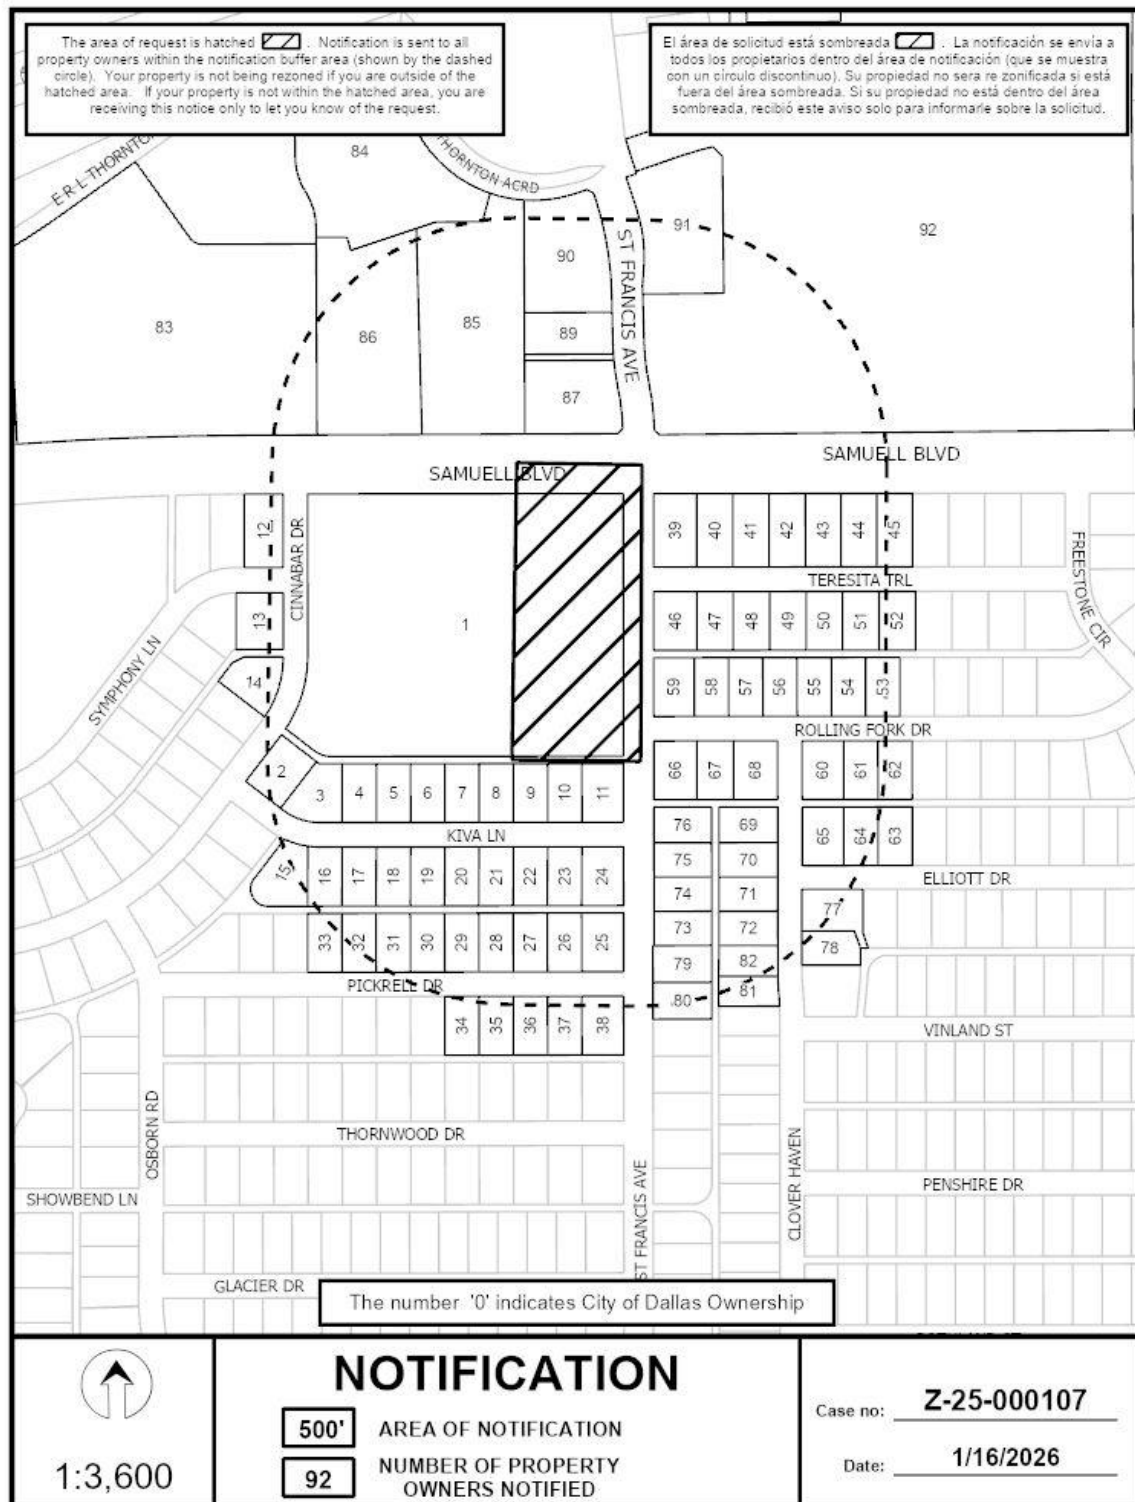 The area of request is hatched . Notification is sent to all
property owners within the notification buffer area (shown by the dashed
circle). Your property is not being rezoned if you are outside of the
hatched area. If your property is not within the hatched area, you are
receiving this notice only to let you know of the request.
El área de solicitud está sombreada . La notificación se envía a
todos los propietarios dentro del área de notificación (que se muestra
con un círculo discontinuo). Su propiedad no sera re zonificada si está
fuera del área sombreada. Si su propiedad no está dentro del área
sombreada, recibió este aviso solo para informarle sobre la solicitud.
E R L THORNTON
84
THORNTON ACRD
91
92
90
ST FRANCIS AVE
83
86
85
89
87
SAMUELL BLVD
SAMUELL BLVD
12
CINNABAR DR
39
40
41
42
43
44
45
FREESTONE CIR
TERESITA TRL
13
1
46
47
48
49
50
51
52
SYMPHONY LN
14
59
58
57
56
55
54
53
ROLLING FORK DR
2
3
4
5
6
7
8
9
10
11
66
67
68
60
61
62
KIVA LN
76
69
65
64
63
15
16
17
18
19
20
21
22
23
24
75
70
ELLIOTT DR
74
71
77
33
32
31
30
29
28
27
26
25
73
72
78
79
82
PICKRELL DR
80
81
34
35
36
37
38
VINLAND ST
OSBORN RD
THORNWOOD DR
CLOVER HAVEN
SHOWBEND LN
ST FRANCIS AVE
PENSHIRE DR
GLACIER DR
The number '0' indicates City of Dallas Ownership
1:3,600
NOTIFICATION
500' AREA OF NOTIFICATION
92 NUMBER OF PROPERTY
OWNERS NOTIFIED
Case no: Z-25-000107
Date: 1/16/2026